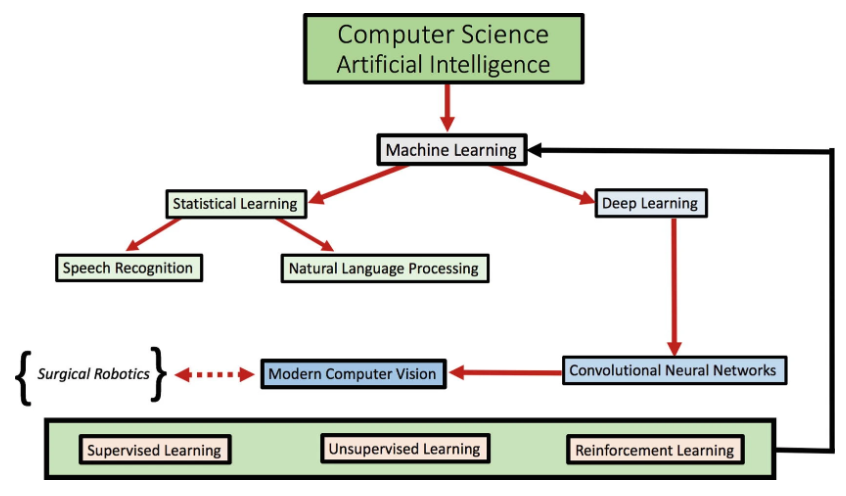 Computer Science
Artificial Intelligence
Machine Learning
Statistical Learning
Deep Learning
Speech Recognition
Natural Language Processing
{ Surgical Robotics }
Modern Computer Vision
Convolutional Neural Networks
Supervised Learning
Unsupervised Learning
Reinforcement Learning